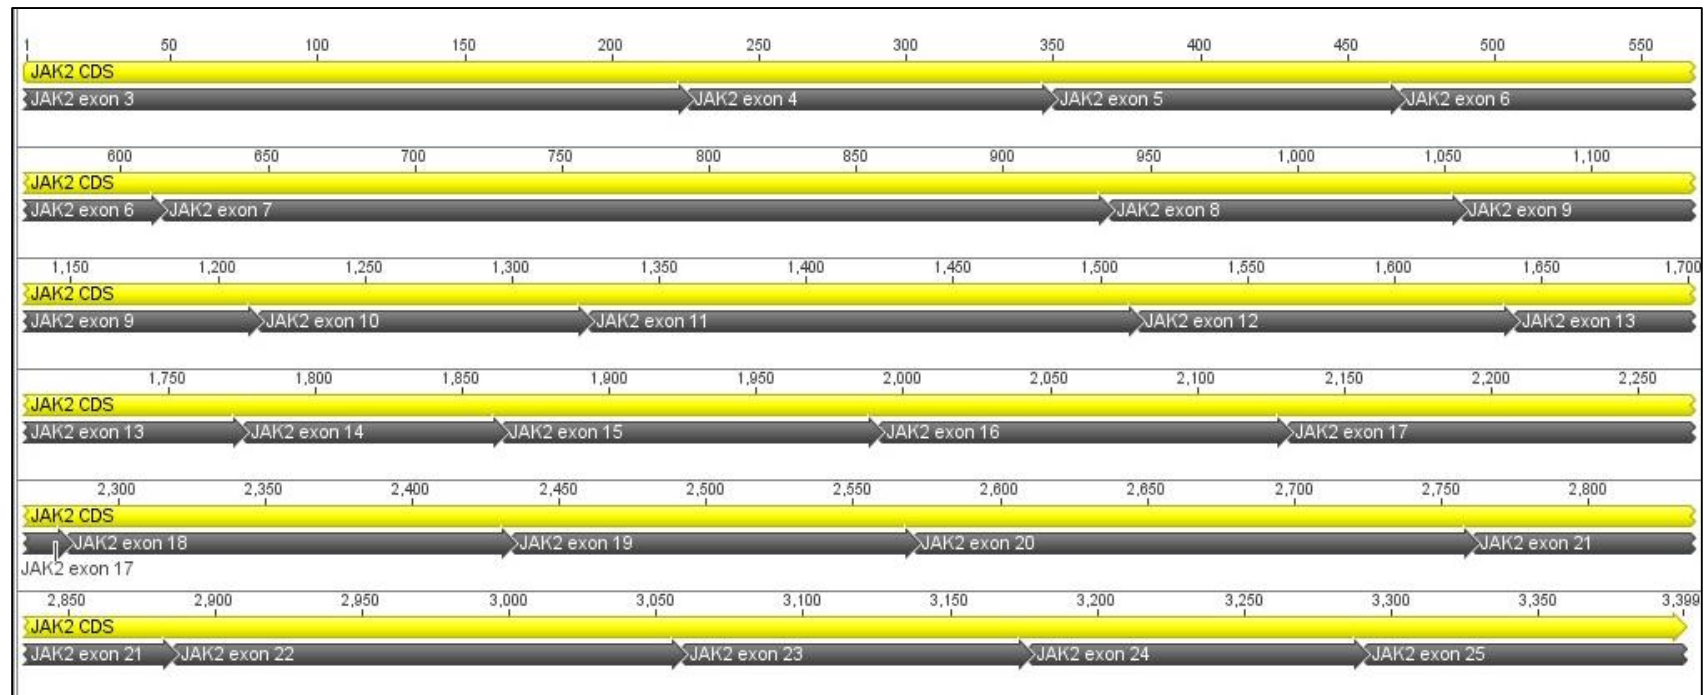 1 50 100 150 200 250 300 350 400 450 500 550
JAK2 CDS
JAK2 exon 3 JAK2 exon 4 JAK2 exon 5 JAK2 exon 6
600 650 700 750 800 850 900 950 1,000 1,050 1,100
JAK2 CDS
JAK2 exon 6 JAK2 exon 7 JAK2 exon 8 JAK2 exon 9
1,150 1,200 1,250 1,300 1,350 1,400 1,450 1,500 1,550 1,600 1,650 1,700
JAK2 CDS
JAK2 exon 9 JAK2 exon 10 JAK2 exon 11 JAK2 exon 12 JAK2 exon 13
1,750 1,800 1,850 1,900 1,950 2,000 2,050 2,100 2,150 2,200 2,250
JAK2 CDS
JAK2 exon 13 JAK2 exon 14 JAK2 exon 15 JAK2 exon 16 JAK2 exon 17
2,300 2,350 2,400 2,450 2,500 2,550 2,600 2,650 2,700 2,750 2,800
JAK2 CDS
JAK2 exon 18 JAK2 exon 19 JAK2 exon 20 JAK2 exon 21
JAK2 exon 17
2,850 2,900 2,950 3,000 3,050 3,100 3,150 3,200 3,250 3,300 3,350 3,399
JAK2 CDS
JAK2 exon 21 JAK2 exon 22 JAK2 exon 23 JAK2 exon 24 JAK2 exon 25